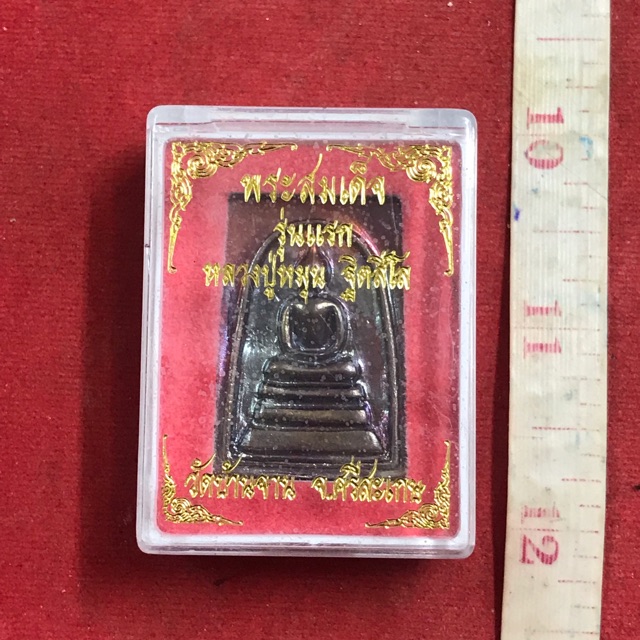 พระสมเด็จ
รุ่นแรก
หลวงปู่หมุน ฐิตสีโล
วัดบ้านจาน จ.ศรีสะเกษ
10
11
12